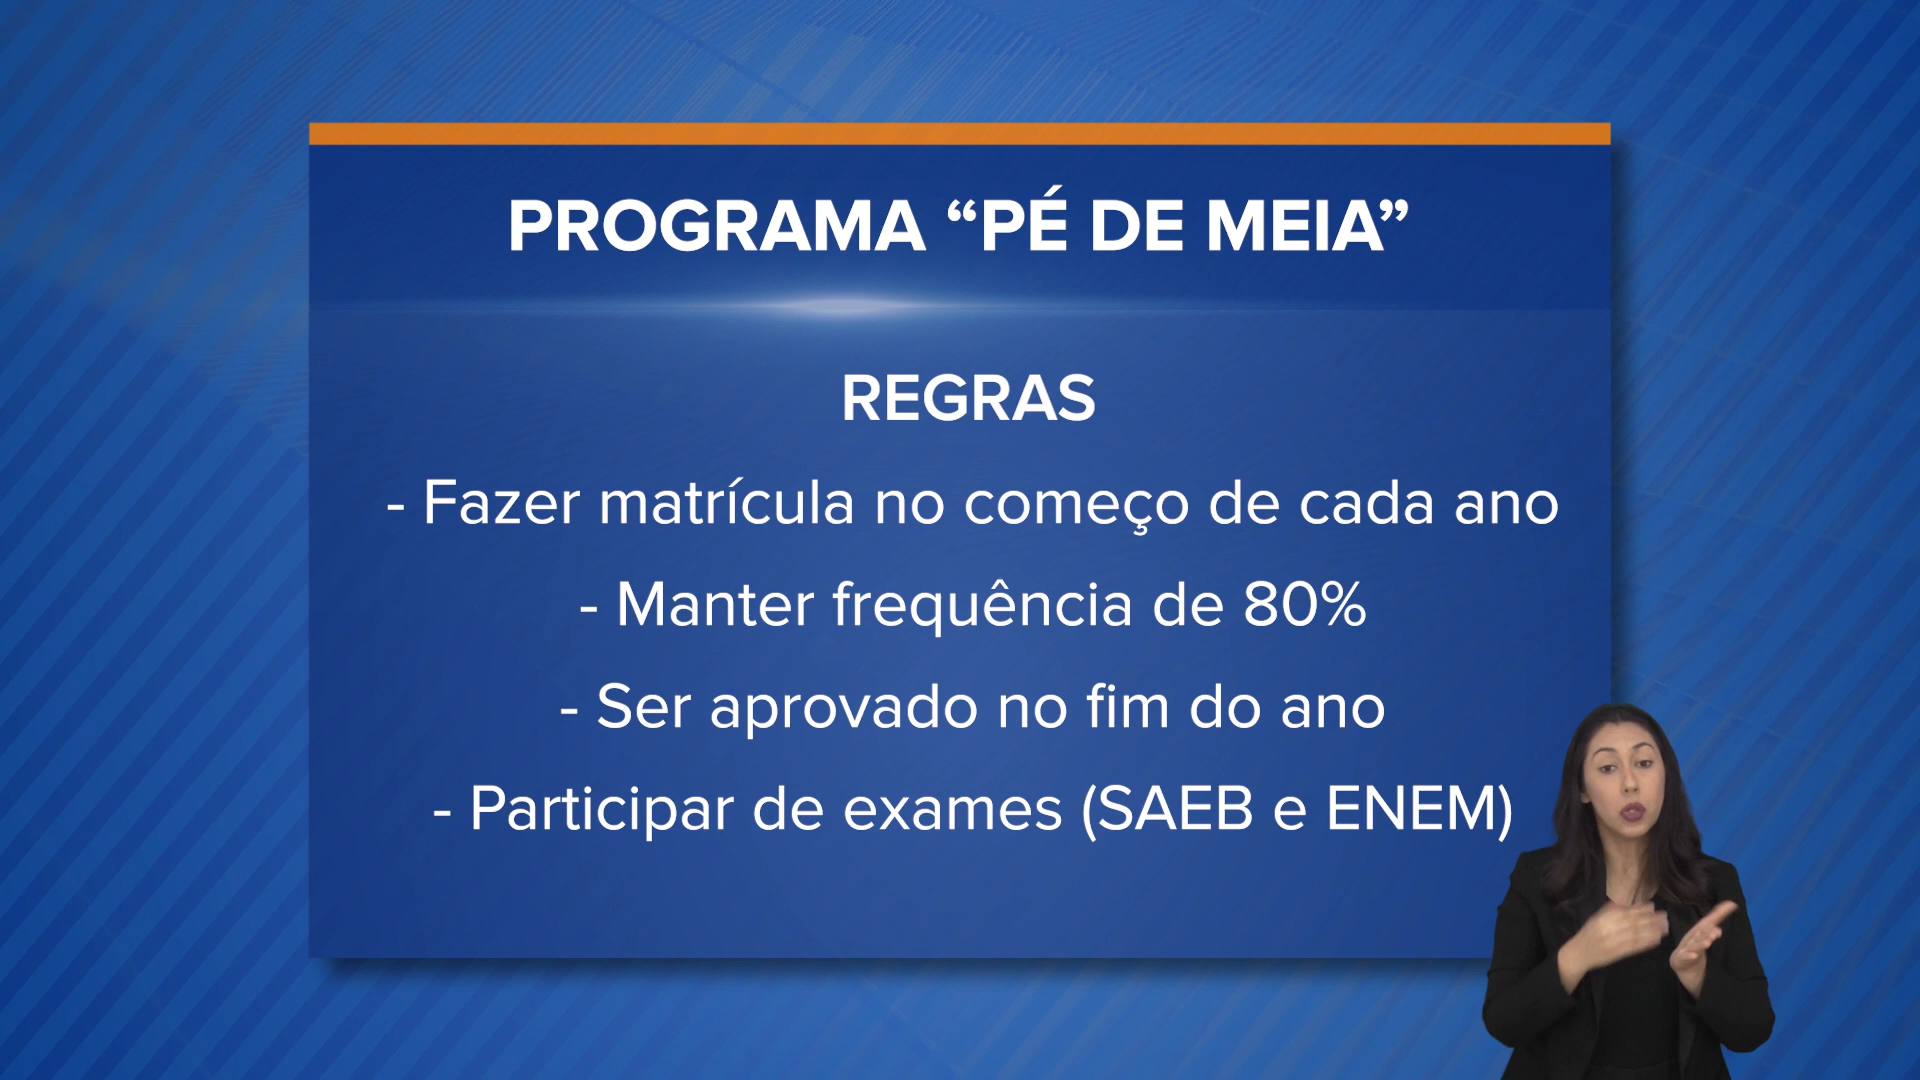 PROGRAMA “PÉ DE MEIA”
REGRAS
- Fazer matrícula no começo de cada ano
- Manter frequência de 80%
- Ser aprovado no fim do ano
- Participar de exames (SAEB e ENEM)